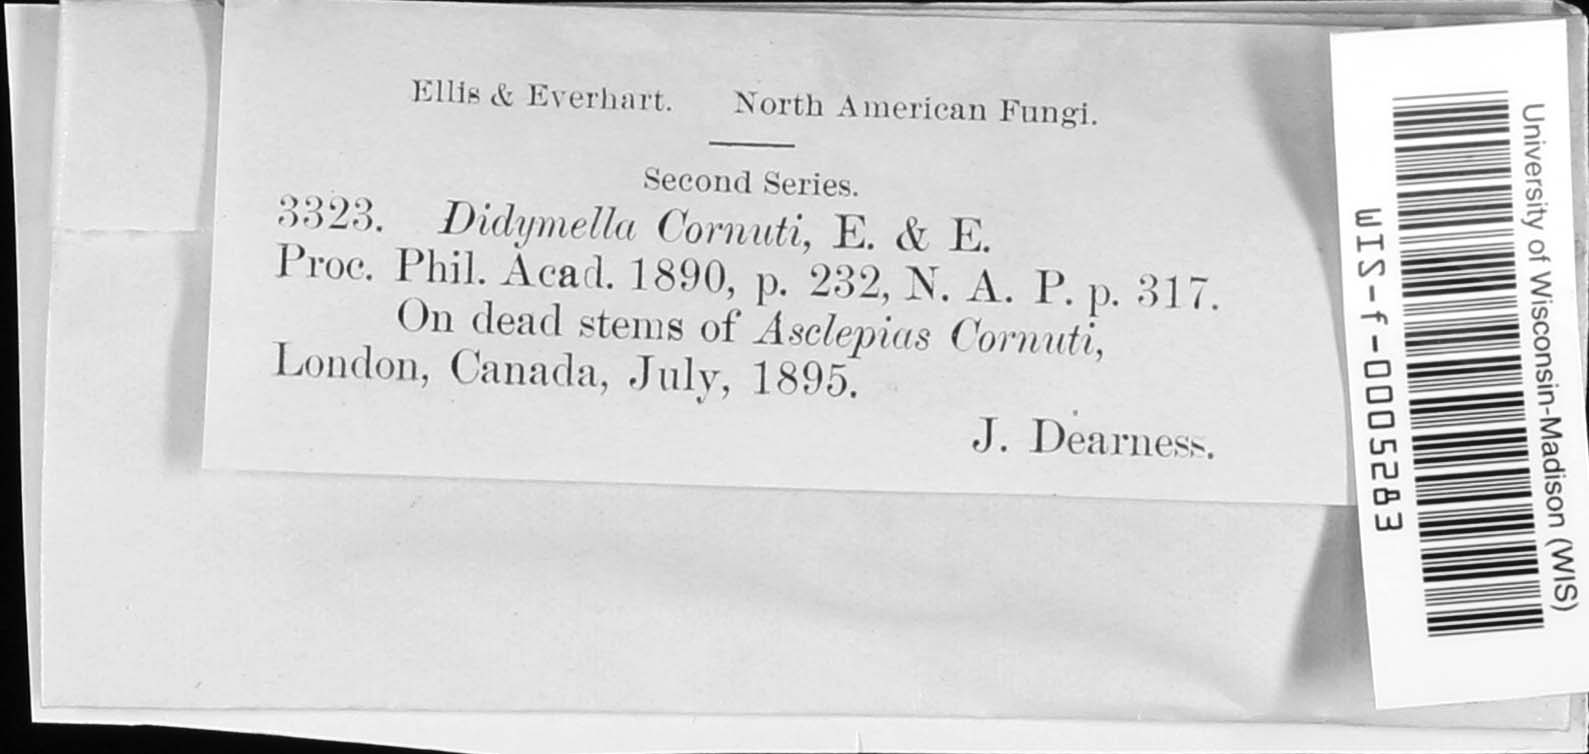 Ellis & Everhart. North American Fungi.
Second Series.
3323. Didymella Cornuti, E. & E.
Proc. Phil. Acad. 1890, p. 232, N. A. P. p. 317.
On dead stems of Asclepias Cornuti,
London, Canada, July, 1895.
J. Dearness.
University of Wisconsin-Madison (WIS)
WIS-f-0005283